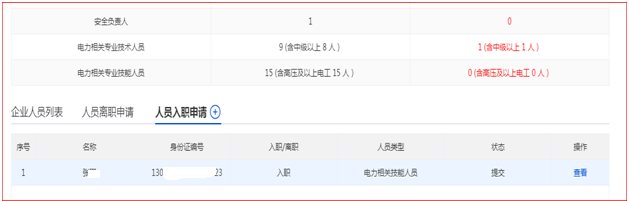 安全负责人 1 0
电力相关专业技术人员 9 (含中级以上 8 人 ) 1 (含中级以上 1 人 )
电力相关专业技能人员 15 (含高压及以上电工 15 人 ) 0 (含高压及以上电工 0 人 )
企业人员列表 人员离职申请 人员入职申请
序号 名称 身份证编号 入职/离职 人员类型 状态 操作
1 张 130 23 入职 电力相关技能人员 提交 查看